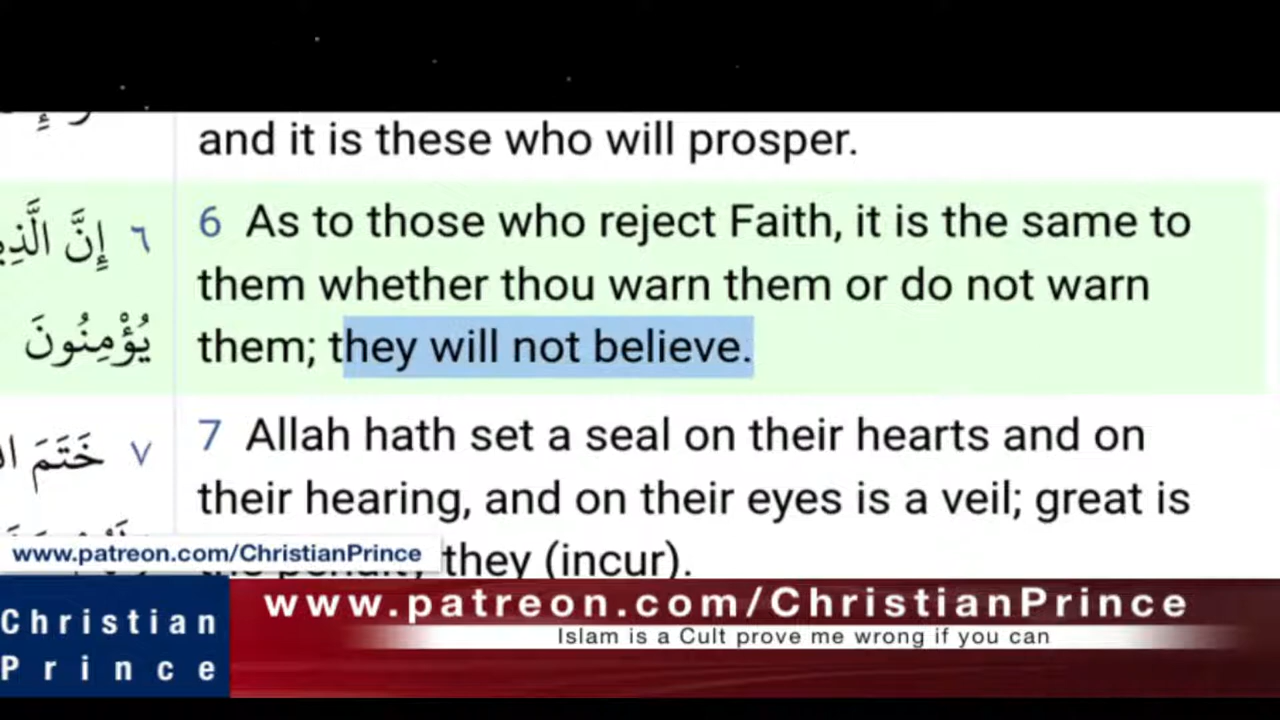 and it is these who will prosper.
إِنَّ ٦
6 As to those who reject Faith, it is the same to
them whether thou warn them or do not warn
يُؤْمِنُونَ
them; they will not believe.
خَتَمَ ٧
7 Allah hath set a seal on their hearts and on
their hearing, and on their eyes is a veil; great is
www.patreon.com/ChristianPrince
the penalty they (incur).
Christian
Prince
www.patreon.com/ChristianPrince
Islam is a Cult prove me wrong if you can